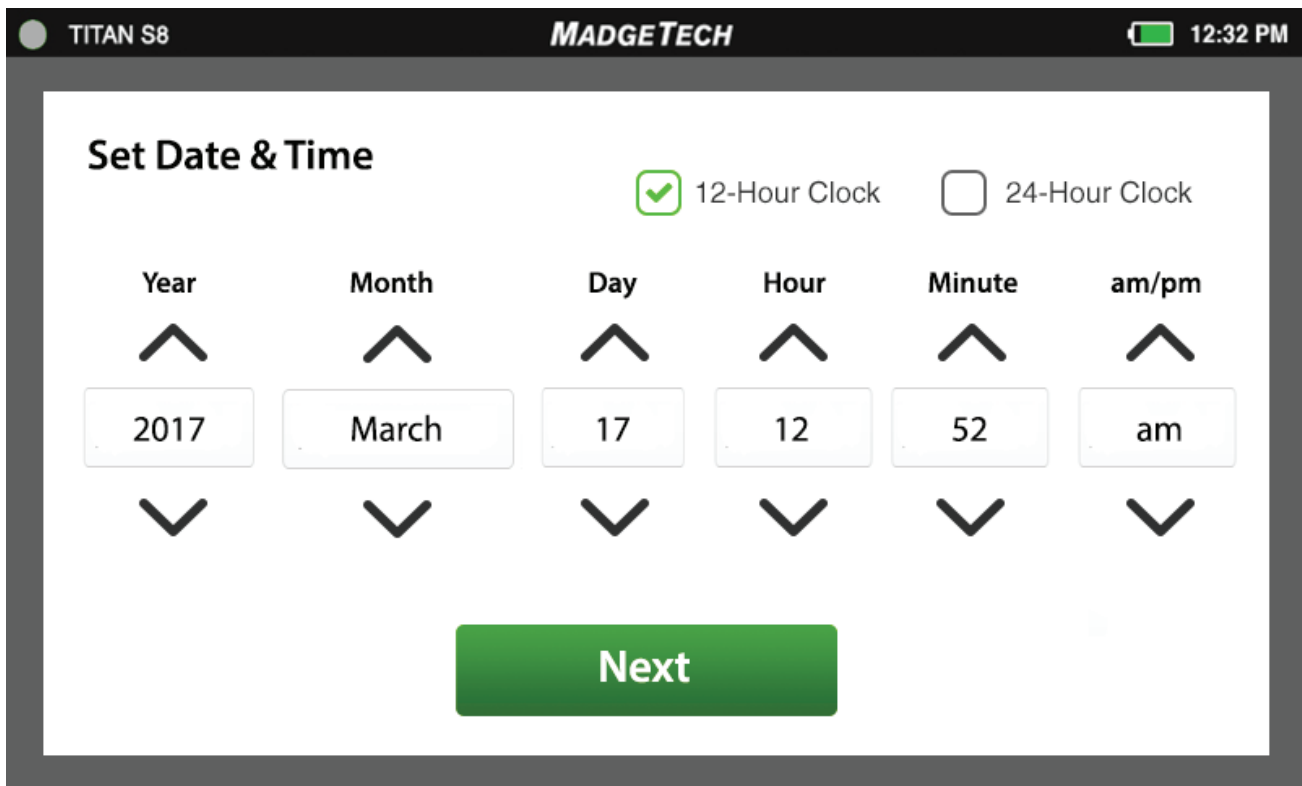 TITAN S8 MADGETECH 12:32 PM
Set Date & Time
12-Hour Clock 24-Hour Clock
Year Month Day Hour Minute am/pm
2017 March 17 12 52 am
Next